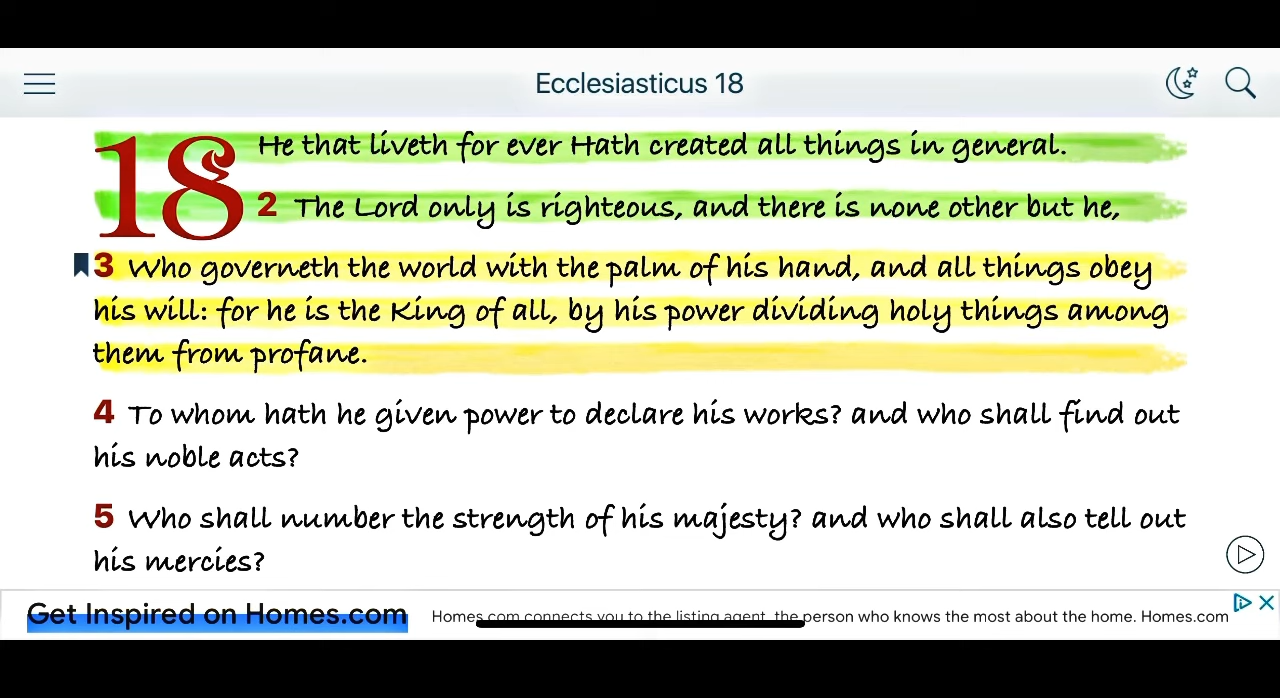 Ecclesiasticus 18
18 He that liveth for ever Hath created all things in general.
2 The Lord only is righteous, and there is none other but he,
3 Who governeth the world with the palm of his hand, and all things obey
his will: for he is the King of all, by his power dividing holy things among
them from profane.
4 To whom hath he given power to declare his works? and who shall find out
his noble acts?
5 Who shall number the strength of his majesty? and who shall also tell out
his mercies?
Get Inspired on Homes.com
Homes.com connects you to the listing agent, the person who knows the most about the home. Homes.com